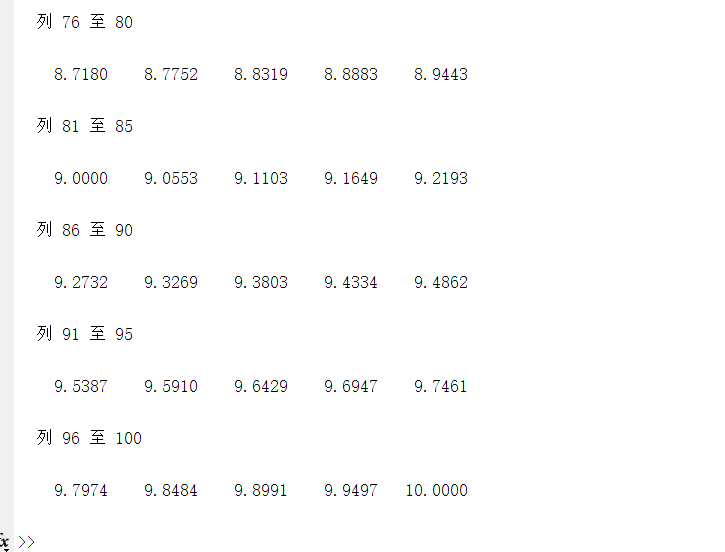 列 76 至 80
8.7180 8.7752 8.8319 8.8883 8.9443
列 81 至 85
9.0000 9.0553 9.1103 9.1649 9.2193
列 86 至 90
9.2732 9.3269 9.3803 9.4334 9.4862
列 91 至 95
9.5387 9.5910 9.6429 9.6947 9.7461
列 96 至 100
9.7974 9.8484 9.8991 9.9497 10.0000
fx >>